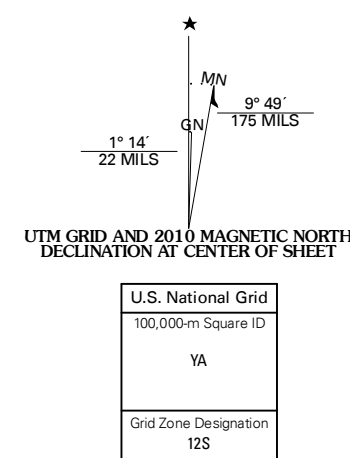 MN
GN
9° 49´
175 MILS
1° 14´
22 MILS
UTM GRID AND 2010 MAGNETIC NORTH
DECLINATION AT CENTER OF SHEET
U.S. National Grid
100,000-m Square ID
YA
Grid Zone Designation
12S